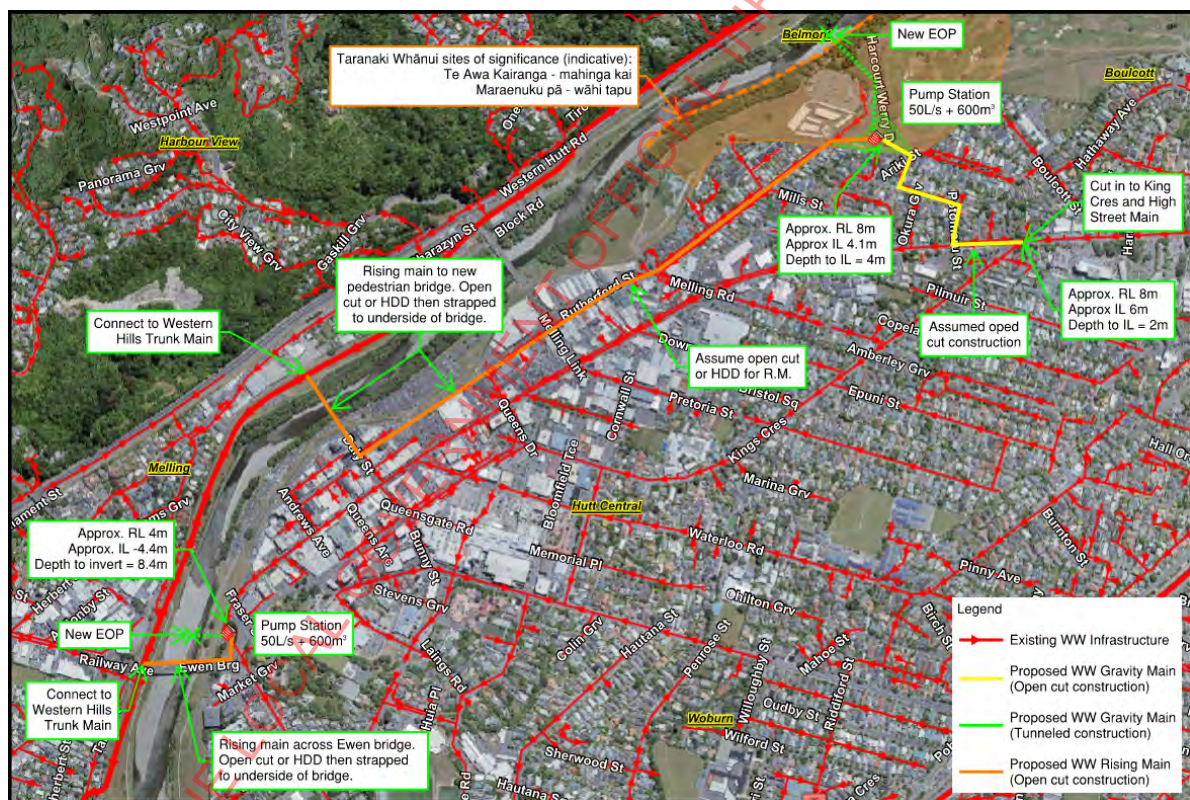 Belmon
New EOP
Taranaki Whānui sites of significance (indicative):
Te Awa Kairanga - mahinga kai
Maraenuku pā - wāhi tapu
Harcourt Werry D
Boulcott
Westpoint Ave
One
Tiro
Pump Station
50L/s + 600m³
Harbour View
Hathaway Ave
Western Hutt Rd
Panorama Grv
Ariki St
Boulcott St
Cut in to King
Cres and High
Street Main
Mills St
Okura G
City View Grv
Gaskill Grv
Block Rd
Approx. RL 8m
Approx IL 4.1m
Depth to IL = 4m
Har
Rising main to new
pedestrian bridge. Open
cut or HDD then strapped
to underside of bridge.
Rutherford St
Melling Rd
Pilmuir St
Connect to Western
Hills Trunk Main
Copela
Assumed oped
cut construction
Approx. RL 8m
Approx IL 6m
Depth to IL = 2m
Melling Link
Down
Assume open cut
or HDD for R.M.
Amberley Grv
Bristol Sq
Epuni St
Pretoria St
Cornwall St
Queens Dr
Kings Cres
Hall Gr
Melling
Marina Grv
Bloomfield Tce
Andrews Ave
Queens Arc
Queensgate Rd
Hutt Central
Waterloo Rd
Burnton St
Approx. RL 4m
Approx. IL -4.4m
Depth to invert = 8.4m
Bunny St
Memorial Pl
Pinny Ave
Stevens Grv
Chilton Grv
Birch St
Legend
New EOP
Fraser
Pump Station
50L/s + 600m³
Colin Grv
Hautana St
Penrose St
Mahoe St
Existing WW Infrastructure
Railway Ave
Ewen Brg
Market Grv
Laings Rd
Willoughby St
Riddiford St
Proposed WW Gravity Main
(Open cut construction)
Connect to
Western Hills
Trunk Main
Huia Pl
Woburn
Cudby St
Proposed WW Gravity Main
(Tunneled construction)
Rising main across Ewen bridge.
Open cut or HDD then strapped
to underside of bridge.
Wilford St
Sherwood St
Proposed WW Rising Main
(Open cut construction)
Hautana S